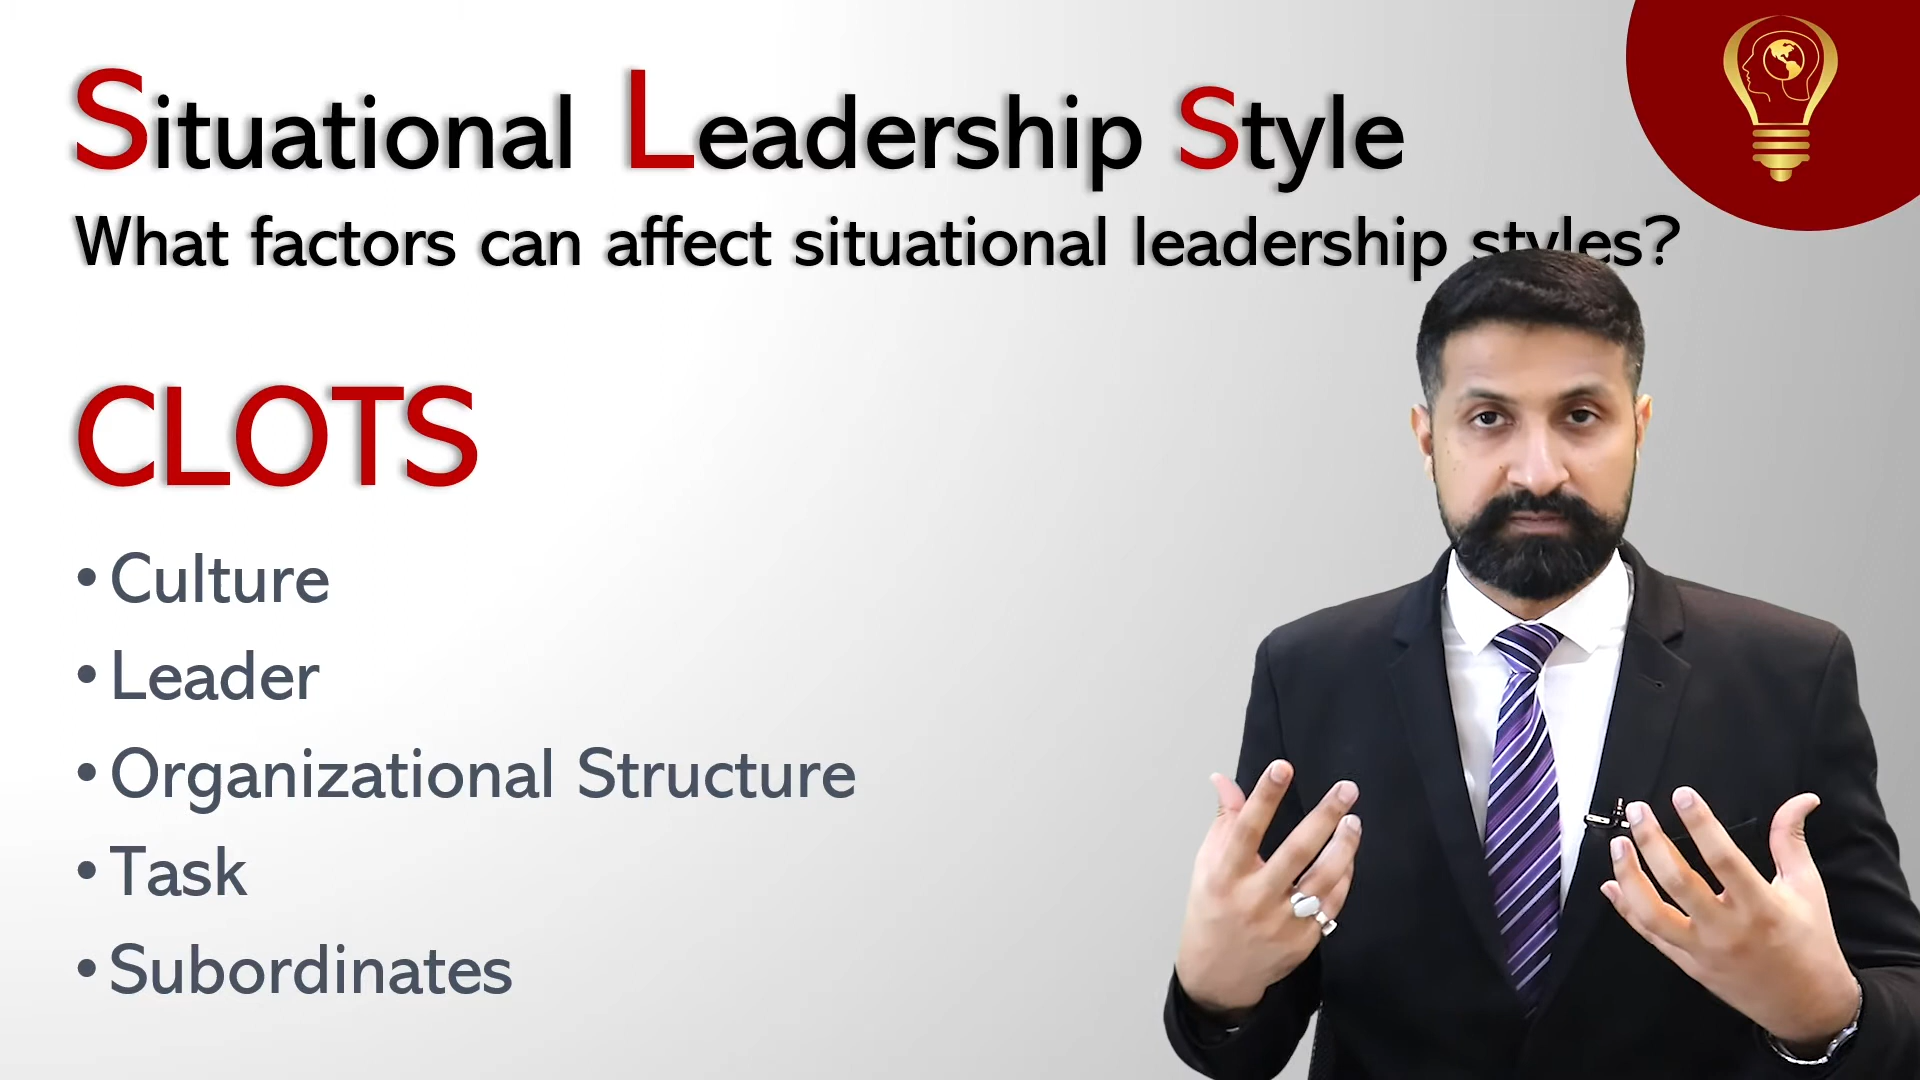 Situational Leadership Style
What factors can affect situational leadership styles?
CLOTS
• Culture
• Leader
• Organizational Structure
• Task
• Subordinates